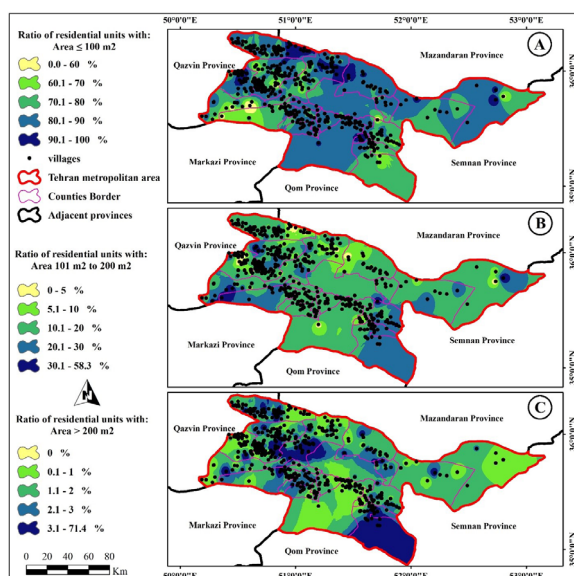 Ratio of residential units with:
Area ≤ 100 m2
0.0 - 60 %
60.1 - 70 %
70.1 - 80 %
80.1 - 90 %
90.1 - 100 %
villages
Tehran metropolitan area
Counties Border
Adjacent provinces
Ratio of residential units with:
Area 101 m2 to 200 m2
0 - 5 %
5.1 - 10 %
10.1 - 20 %
20.1 - 30 %
30.1 - 58.3 %
N
Ratio of residential units with:
Area > 200 m2
0 %
0.1 - 1 %
1.1 - 2 %
2.1 - 3 %
3.1 - 71.4 %
0 20 40 60 80
Km
50°0'0"E 51°0'0"E 52°0'0"E 53°0'0"E
A
Qazvin Province
Mazandaran Province
Markazi Province
Qom Province
Semnan Province
B
Qazvin Province
Mazandaran Province
Markazi Province
Qom Province
Semnan Province
C
Qazvin Province
Mazandaran Province
Markazi Province
Qom Province
Semnan Province